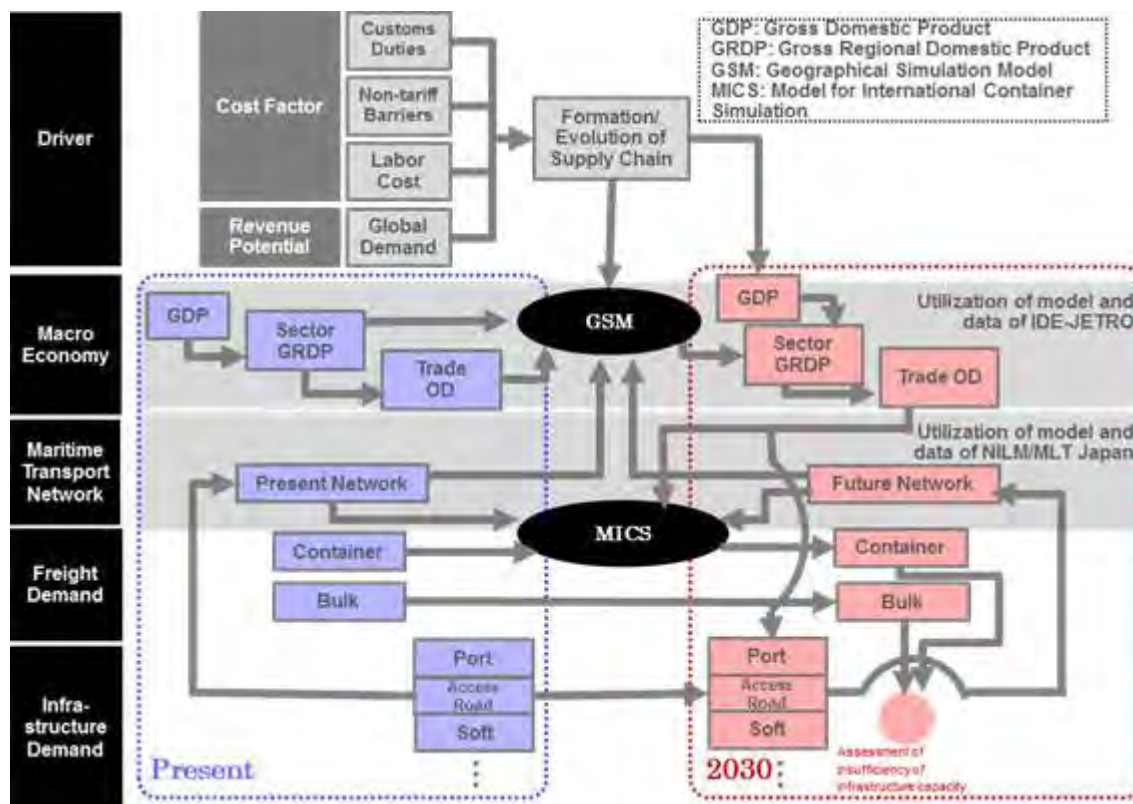 Driver
Cost Factor
Customs
Duties
Non-tariff
Barriers
Labor
Cost
Revenue
Potential
Global
Demand
Formation/
Evolution of
Supply Chain
GDP: Gross Domestic Product
GRDP: Gross Regional Domestic Product
GSM: Geographical Simulation Model
MICS: Model for International Container
Simulation
Macro
Economy
GDP
Sector
GRDP
Trade
OD
GSM
GDP
Sector
GRDP
Trade OD
Utilization of model and
data of IDE-JETRO
Maritime
Transport
Network
Present Network
MICS
Future Network
Utilization of model and
data of NILM/MLT Japan
Freight
Demand
Container
Bulk
Container
Bulk
Infra-
structure
Demand
Port
Access
Road
Soft
Port
Access
Road
Soft
Present
2030
Assessment of
insufficiency of
infrastructure capacity